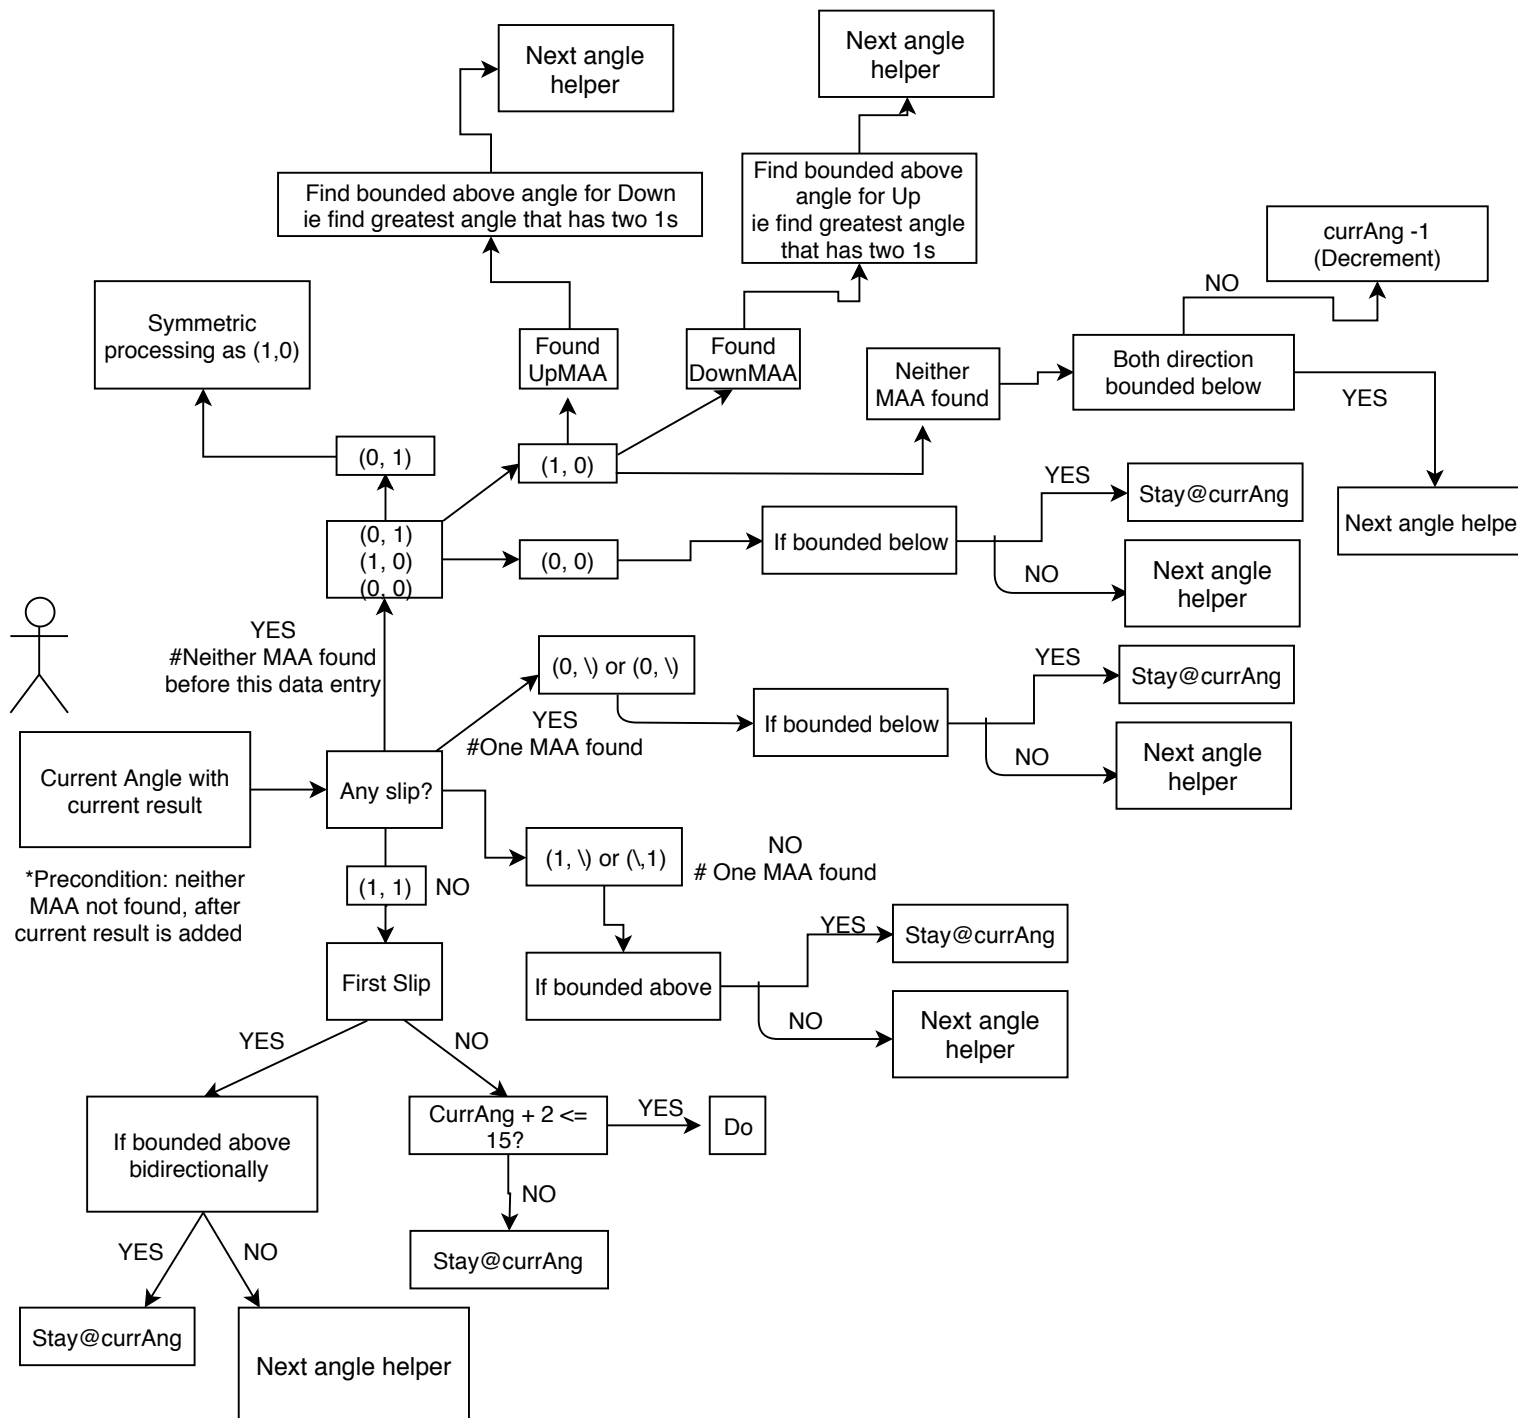 Next angle
helper
Next angle
helper
Find bounded above angle for Down
ie find greatest angle that has two 1s
Find bounded above
angle for Up
ie find greatest angle
that has two 1s
currAng -1
(Decrement)
NO
Symmetric
processing as (1,0)
Found
UpMAA
Found
DownMAA
Neither
MAA found
Both direction
bounded below
YES
(0, 1)
(1, 0)
YES
Stay@currAng
Next angle helpe
(0, 1)
(1, 0)
(0, 0)
(0, 0)
If bounded below
NO
Next angle
helper
YES
#Neither MAA found
before this data entry
(0, \) or (0, \)
YES
#One MAA found
If bounded below
YES
Stay@currAng
NO
Next angle
helper
Current Angle with
current result
Any slip?
*Precondition: neither
MAA not found, after
current result is added
(1, 1)
NO
(1, \) or (\,1)
NO
# One MAA found
If bounded above
YES
Stay@currAng
NO
Next angle
helper
First Slip
YES
NO
If bounded above
bidirectionally
CurrAng + 2 <=
15?
YES
Do
NO
Stay@currAng
YES
NO
Stay@currAng
Next angle helper